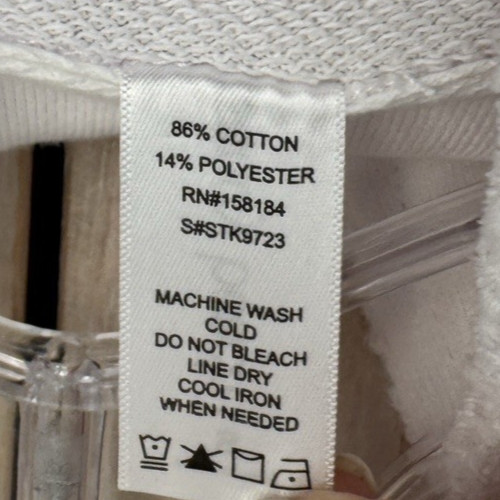 86% COTTON
14% POLYESTER
RN#158184
S#STK9723
MACHINE WASH
COLD
DO NOT BLEACH
LINE DRY
COOL IRON
WHEN NEEDED